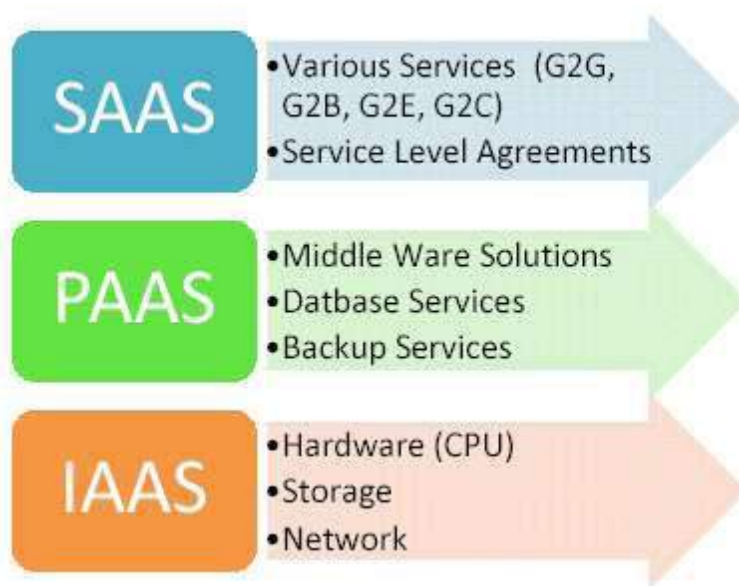 SAAS
•Various Services (G2G,
G2B, G2E, G2C)
•Service Level Agreements
PAAS
•Middle Ware Solutions
•Datbase Services
•Backup Services
IAAS
•Hardware (CPU)
•Storage
•Network